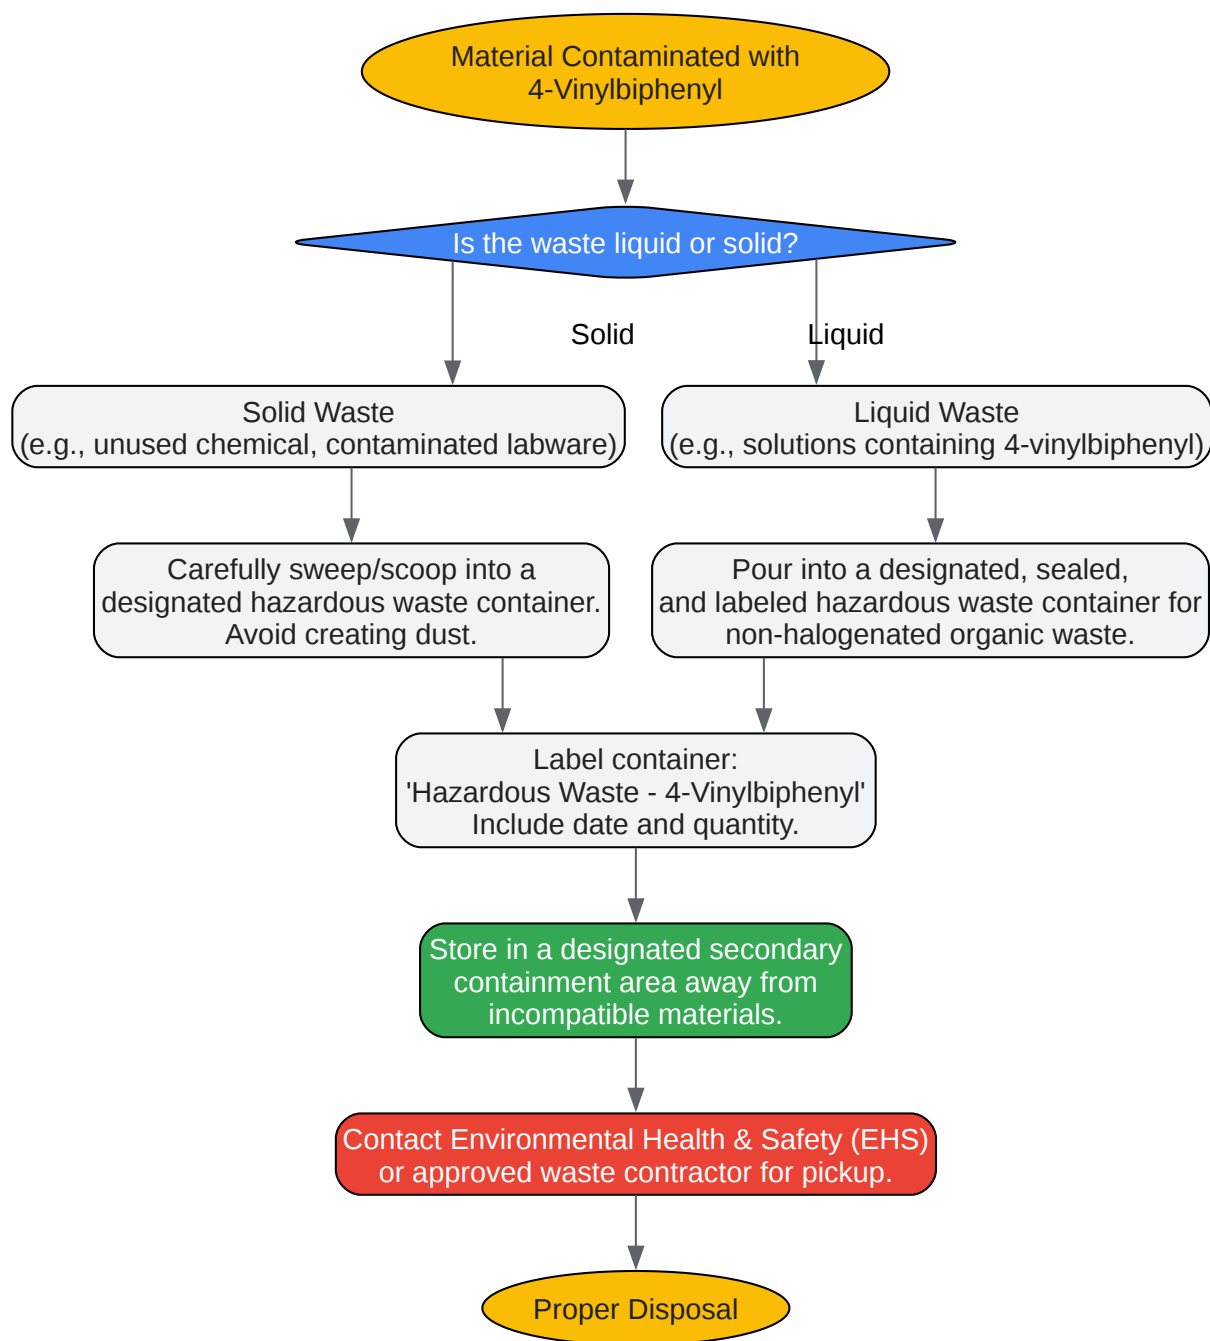 Material Contaminated with
4-Vinylbiphenyl
Is the waste liquid or solid?
Solid
Liquid
Solid Waste
(e.g., unused chemical, contaminated labware)
Liquid Waste
(e.g., solutions containing 4-vinylbiphenyl)
Carefully sweep/scoop into a
designated hazardous waste container.
Avoid creating dust.
Pour into a designated, sealed,
and labeled hazardous waste container for
non-halogenated organic waste.
Label container:
'Hazardous Waste - 4-Vinylbiphenyl'
Include date and quantity.
Store in a designated secondary
containment area away from
incompatible materials.
Contact Environmental Health & Safety (EHS)
or approved waste contractor for pickup.
Proper Disposal